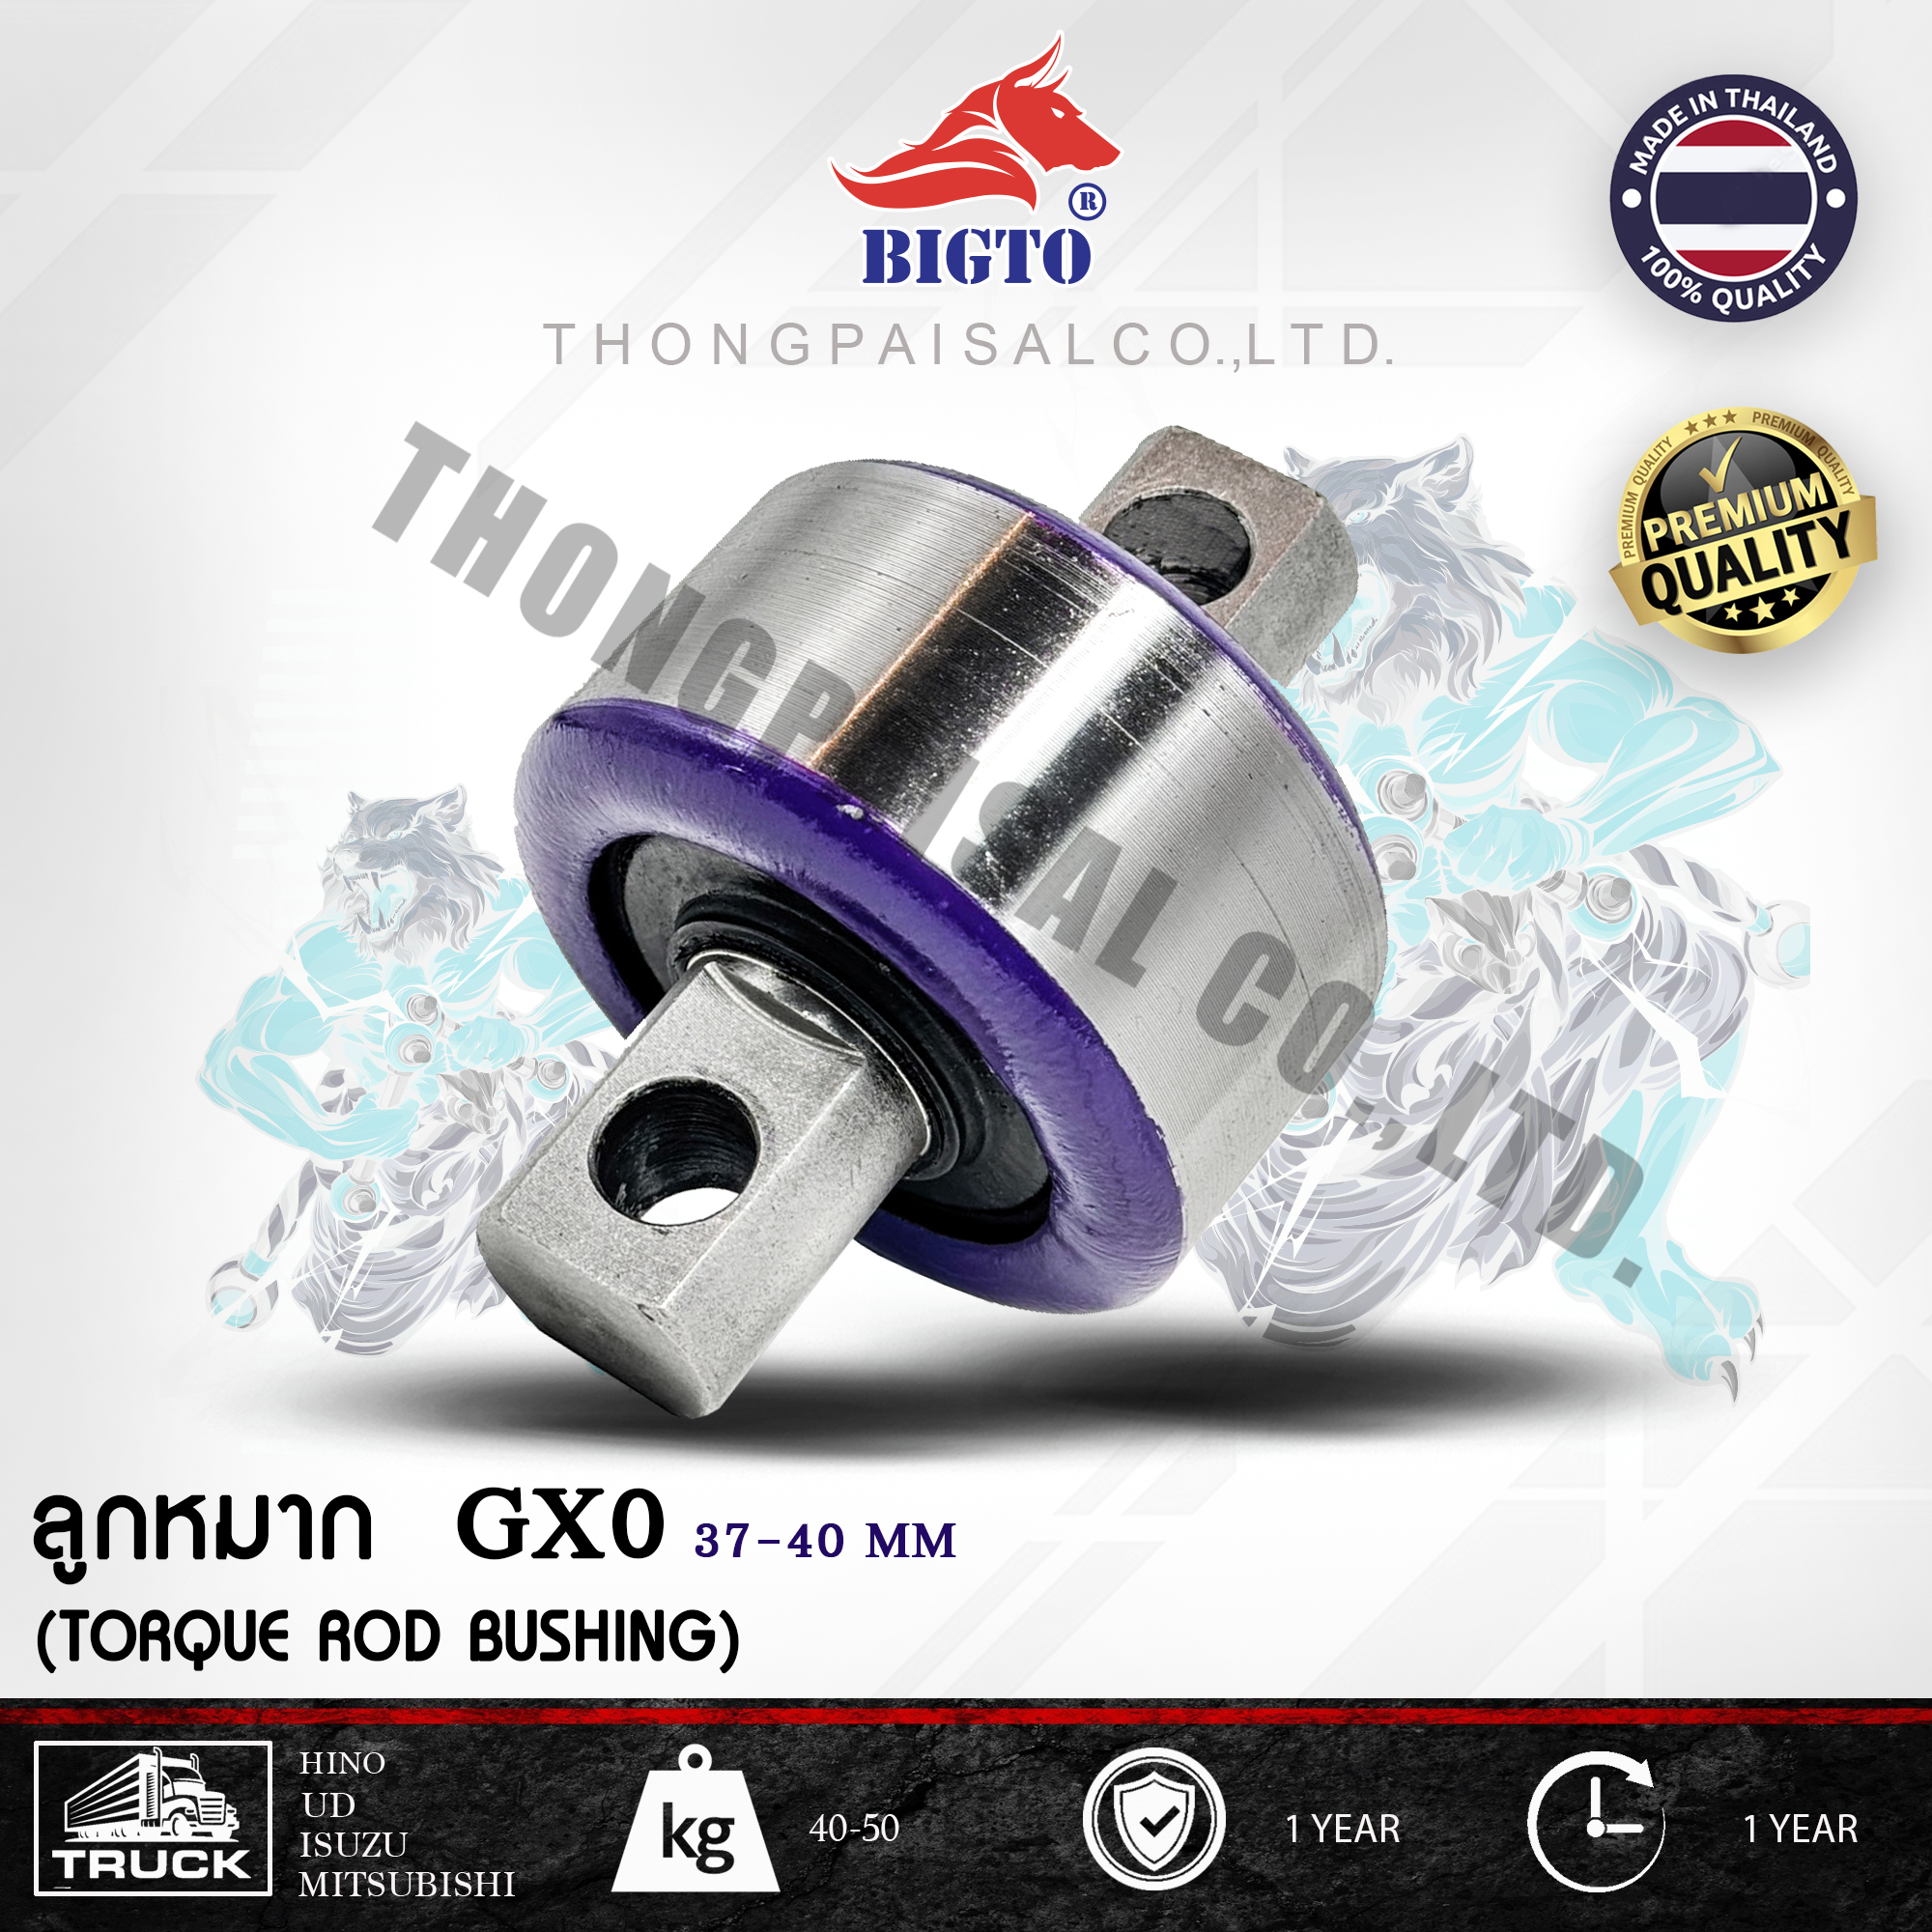 ®
BIGTO
THONGPAISALCO.,LTD.
MADE IN THAILAND
100% QUALITY
PREMIUM QUALITY ★★★ PREMIUM QUALITY
PREMIUM
QUALITY
THONGPAISAL CO.,LTD.
ลูกหมาก GX0 37-40 MM
(TORQUE ROD BUSHING)
TRUCK
HINO
UD
ISUZU
MITSUBISHI
kg
40-50
1 YEAR
1 YEAR